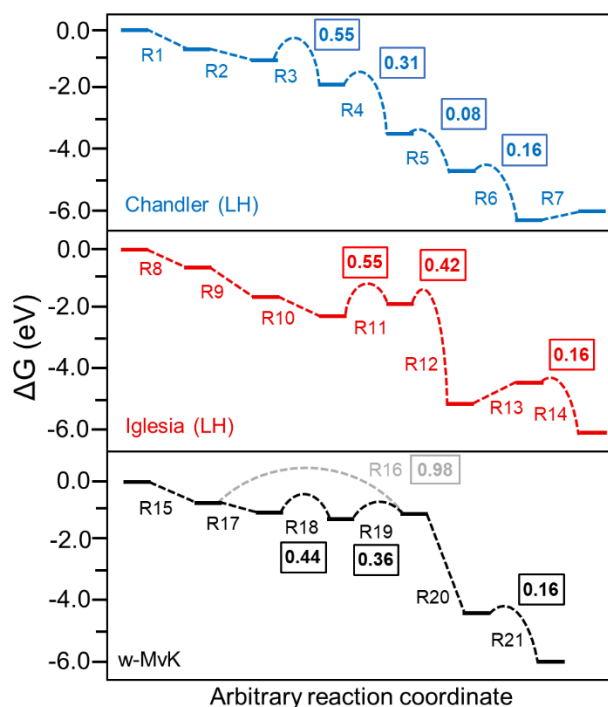 0.0
-2.0
-4.0
-6.0
R1
R2
R3
0.55
R4
0.31
R5
0.08
R6
0.16
R7
Chandler (LH)
ΔG (eV)
0.0
-2.0
-4.0
-6.0
R8
R9
R10
R11
0.55
R12
0.42
R13
R14
0.16
Iglesia (LH)
0.0
-2.0
-4.0
-6.0
R15
R17
R16 0.98
R18
0.44
R19
0.36
R20
R21
0.16
w-MvK
Arbitrary reaction coordinate